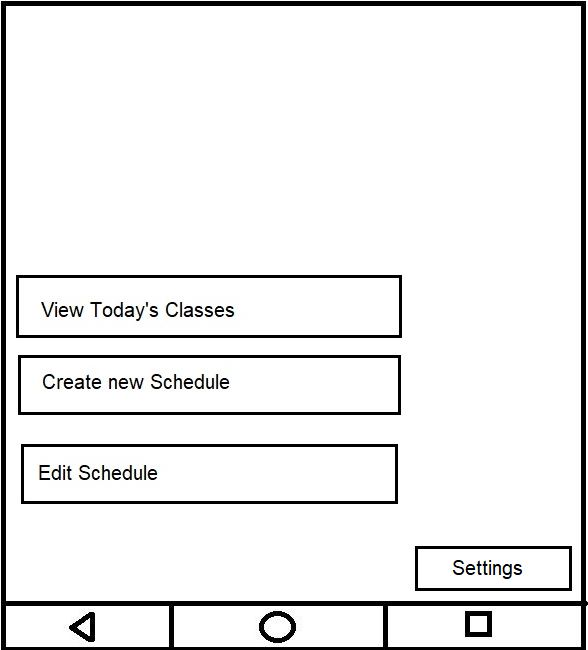 View Today's Classes
Create new Schedule
Edit Schedule
Settings